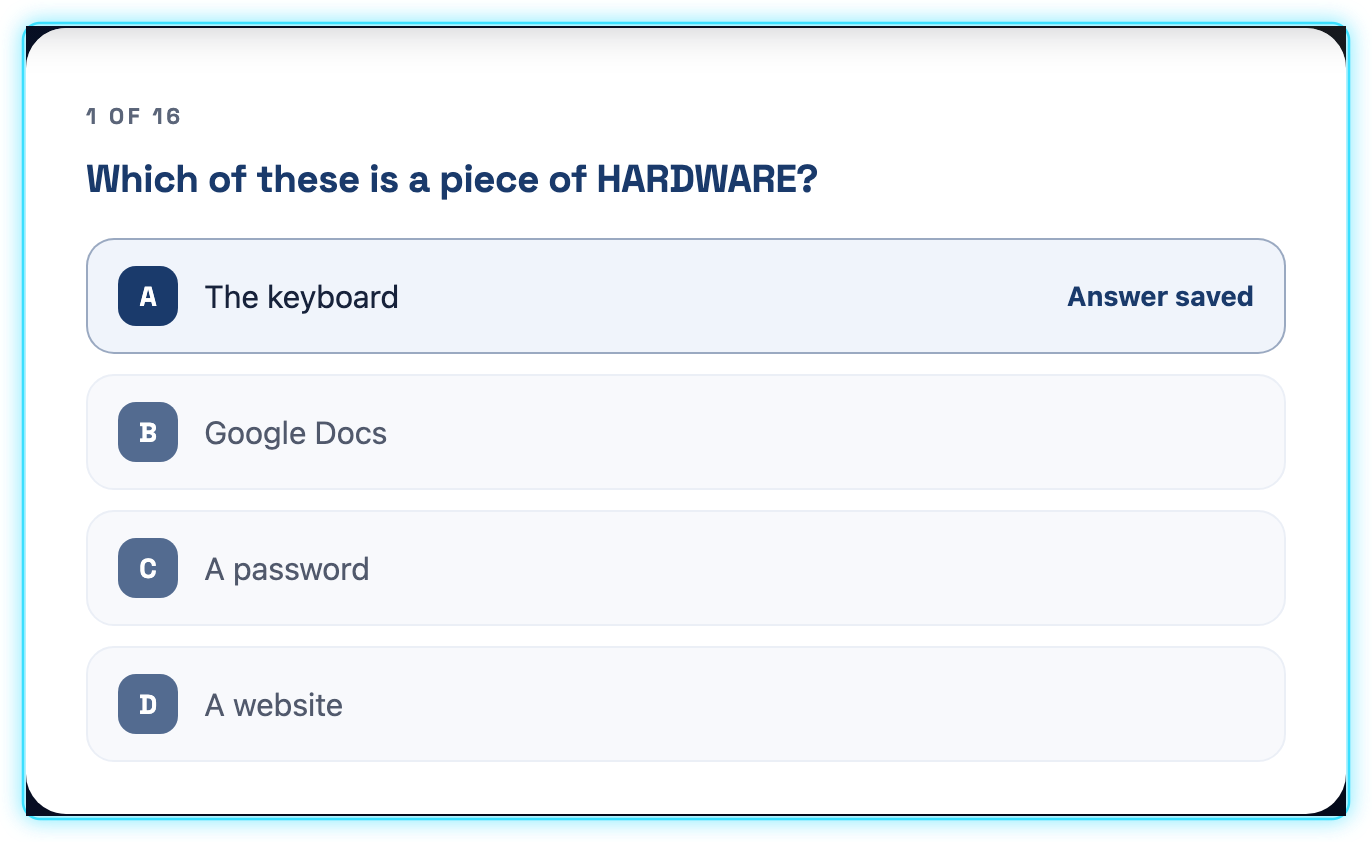 1 OF 16
Which of these is a piece of HARDWARE?
A The keyboard Answer saved
B Google Docs
C A password
D A website